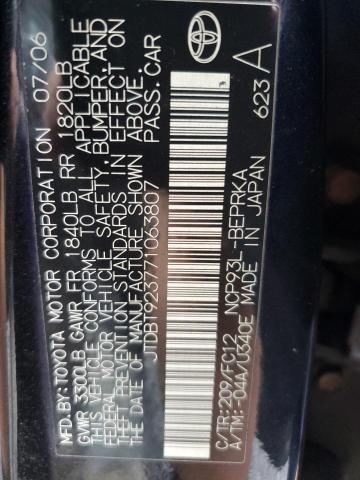 MFD.BY:TOYOTA MOTOR CORPORATION 07/06
GVWR 3300LB GAWR FR 1840LB RR 1820LB
THIS VEHICLE CONFORMS TO ALL APPLICABLE
FEDERAL MOTOR VEHICLE SAFETY, BUMPER, AND
THEFT PREVENTION STANDARDS IN EFFECT ON
THE DATE OF MANUFACTURE SHOWN ABOVE.
JTDBT923771063807 PASS.CAR
C/TR:209/FC12 NCP93L-BEPRKA
A/TM:-04A/U340E MADE IN JAPAN
623
A